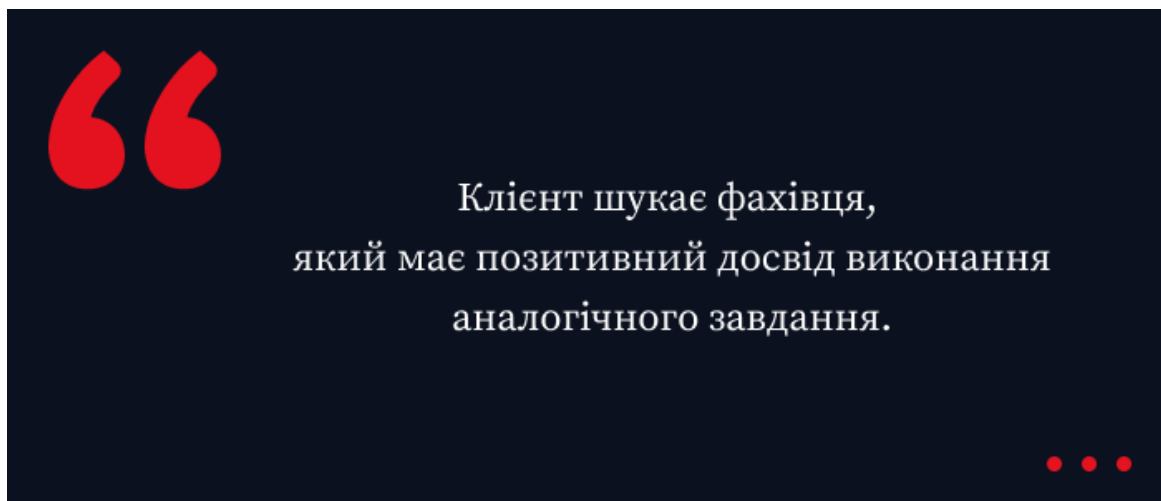 Клієнт шукає фахівця,
який має позитивний досвід виконання
аналогічного завдання.